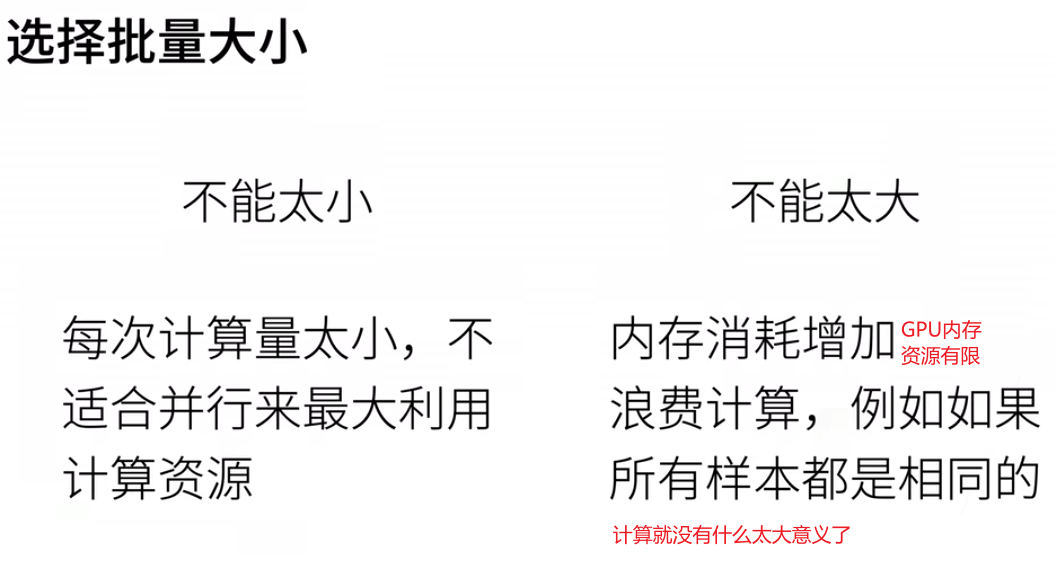 选择批量大小
不能太小
每次计算量太小，不
适合并行来最大利用
计算资源
不能太大
内存消耗增加
GPU内存
资源有限
浪费计算，例如如果
所有样本都是相同的
计算就没有什么太大意义了